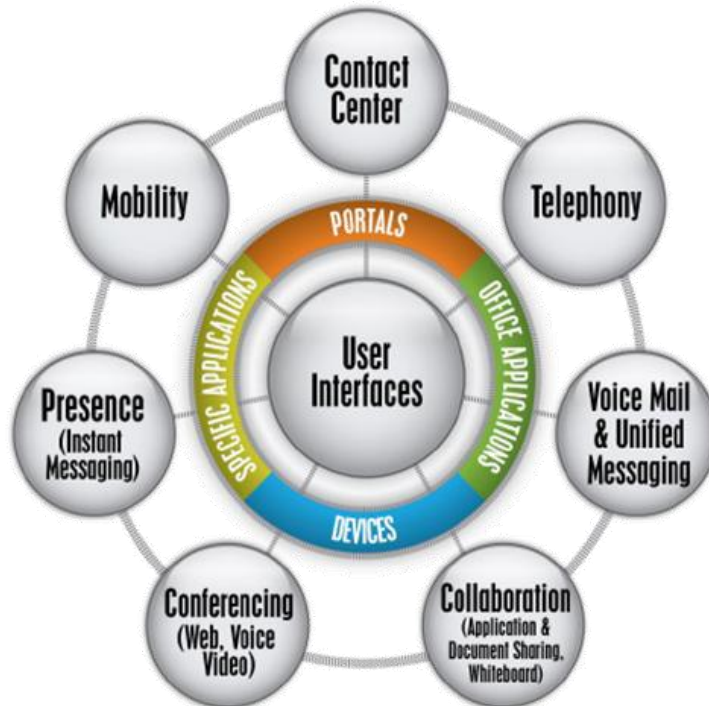 Contact
Center
Mobility
Telephony
PORTALS
SPECIFIC APPLICATIONS
OFFICE APPLICATIONS
User
Interfaces
Presence
(Instant
Messaging)
Voice Mail
& Unified
Messaging
DEVICES
Conferencing
(Web, Voice
Video)
Collaboration
(Application &
Document Sharing,
Whiteboard)